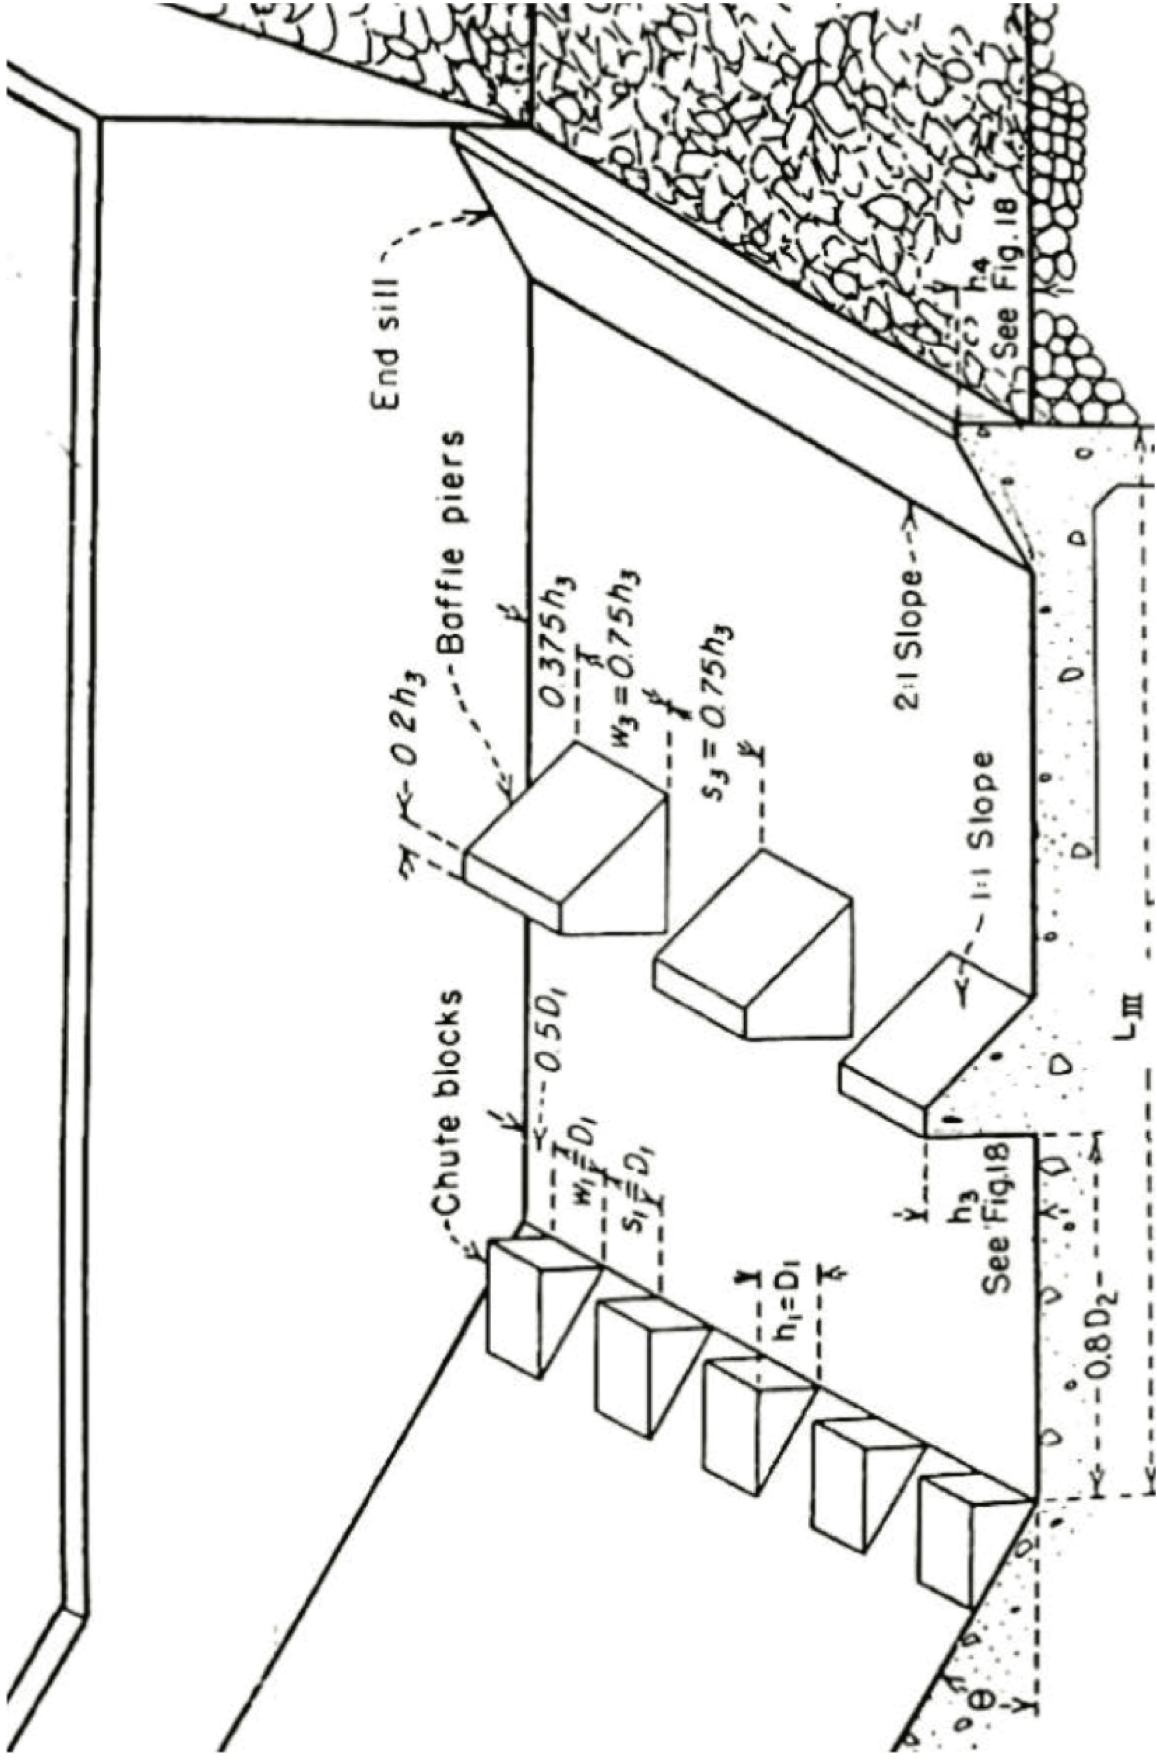 End sill
Baffle piers
Chute blocks
0.2h₃
0.375h₃
w₃ = 0.75h₃
s₃ = 0.75h₃
0.5D₁
w₁=D₁
s₁=D₁
h₁=D₁
2:1 Slope
1:1 Slope
h₄
See Fig. 18
h₃
See Fig.18
0.8D₂
L III
θ